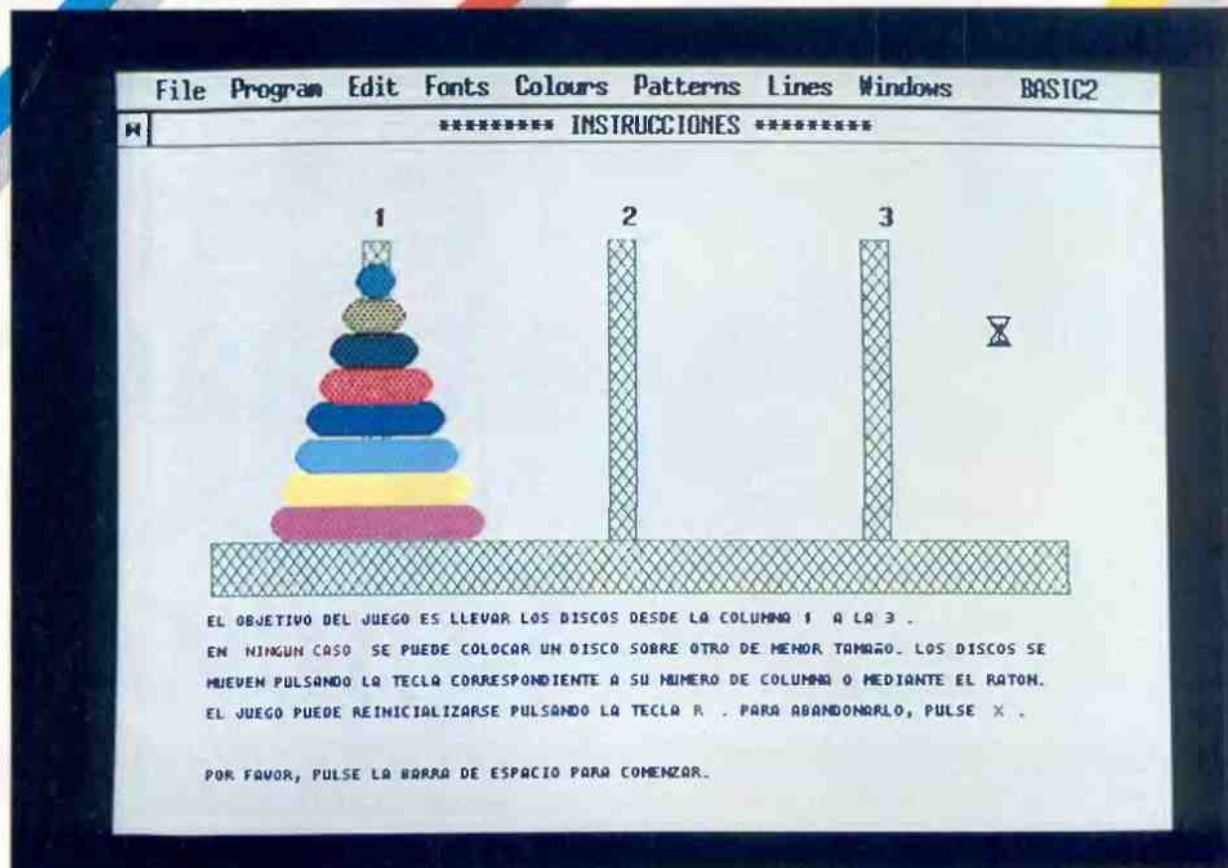 File Program Edit Fonts Colours Patterns Lines Windows BASIC2
********* INSTRUCCIONES *********
1 2 3
EL OBJETIVO DEL JUEGO ES LLEVAR LOS DISCOS DESDE LA COLUMNA 1 A LA 3 .
EN NINGUN CASO SE PUEDE COLOCAR UN DISCO SOBRE OTRO DE MENOR TAMAÑO. LOS DISCOS SE
MUEVEN PULSANDO LA TECLA CORRESPONDIENTE A SU NUMERO DE COLUMNA O MEDIANTE EL RATON.
EL JUEGO PUEDE REINICIALIZARSE PULSANDO LA TECLA R . PARA ABANDONARLO, PULSE X .
POR FAVOR, PULSE LA BARRA DE ESPACIO PARA COMENZAR.